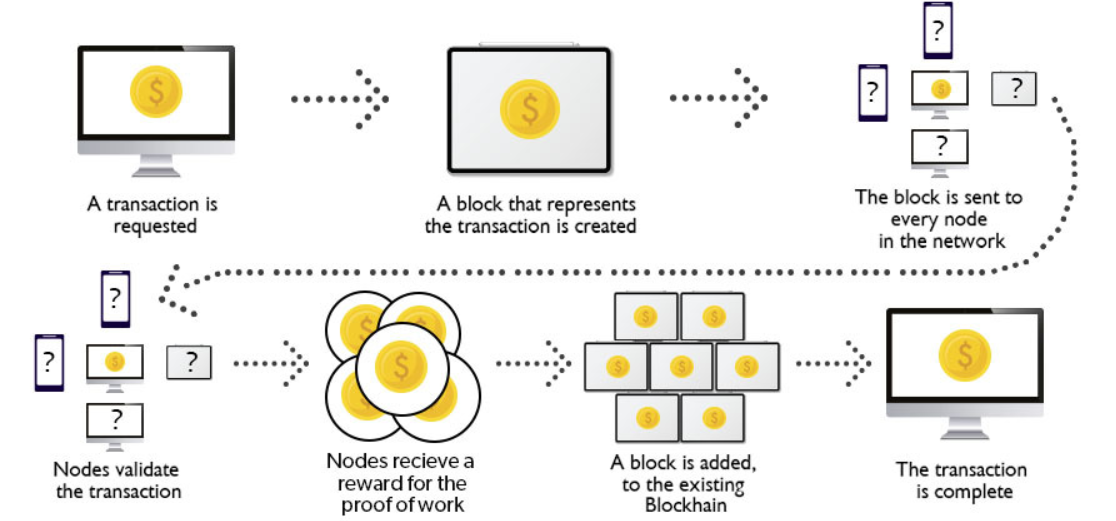 $
$
?
?
$
?
?
A transaction is
requested
A block that represents
the transaction is created
The block is sent to
every node
in the network
?
?
$
?
?
$
$
$
$
$
$
$
$
$
$
$
$
$
Nodes validate
the transaction
Nodes recieve a
reward for the
proof of work
A block is added,
to the existing
Blockhain
The transaction
is complete